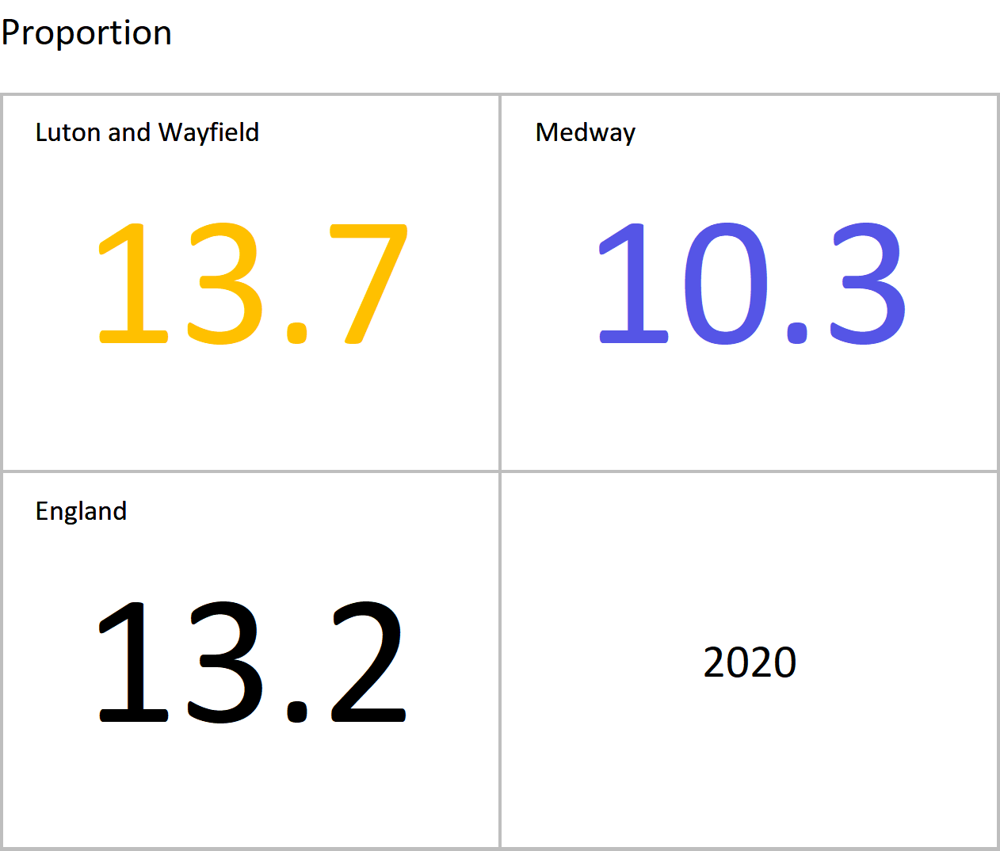 Proportion
Luton and Wayfield
13.7
Medway
10.3
England
13.2
2020